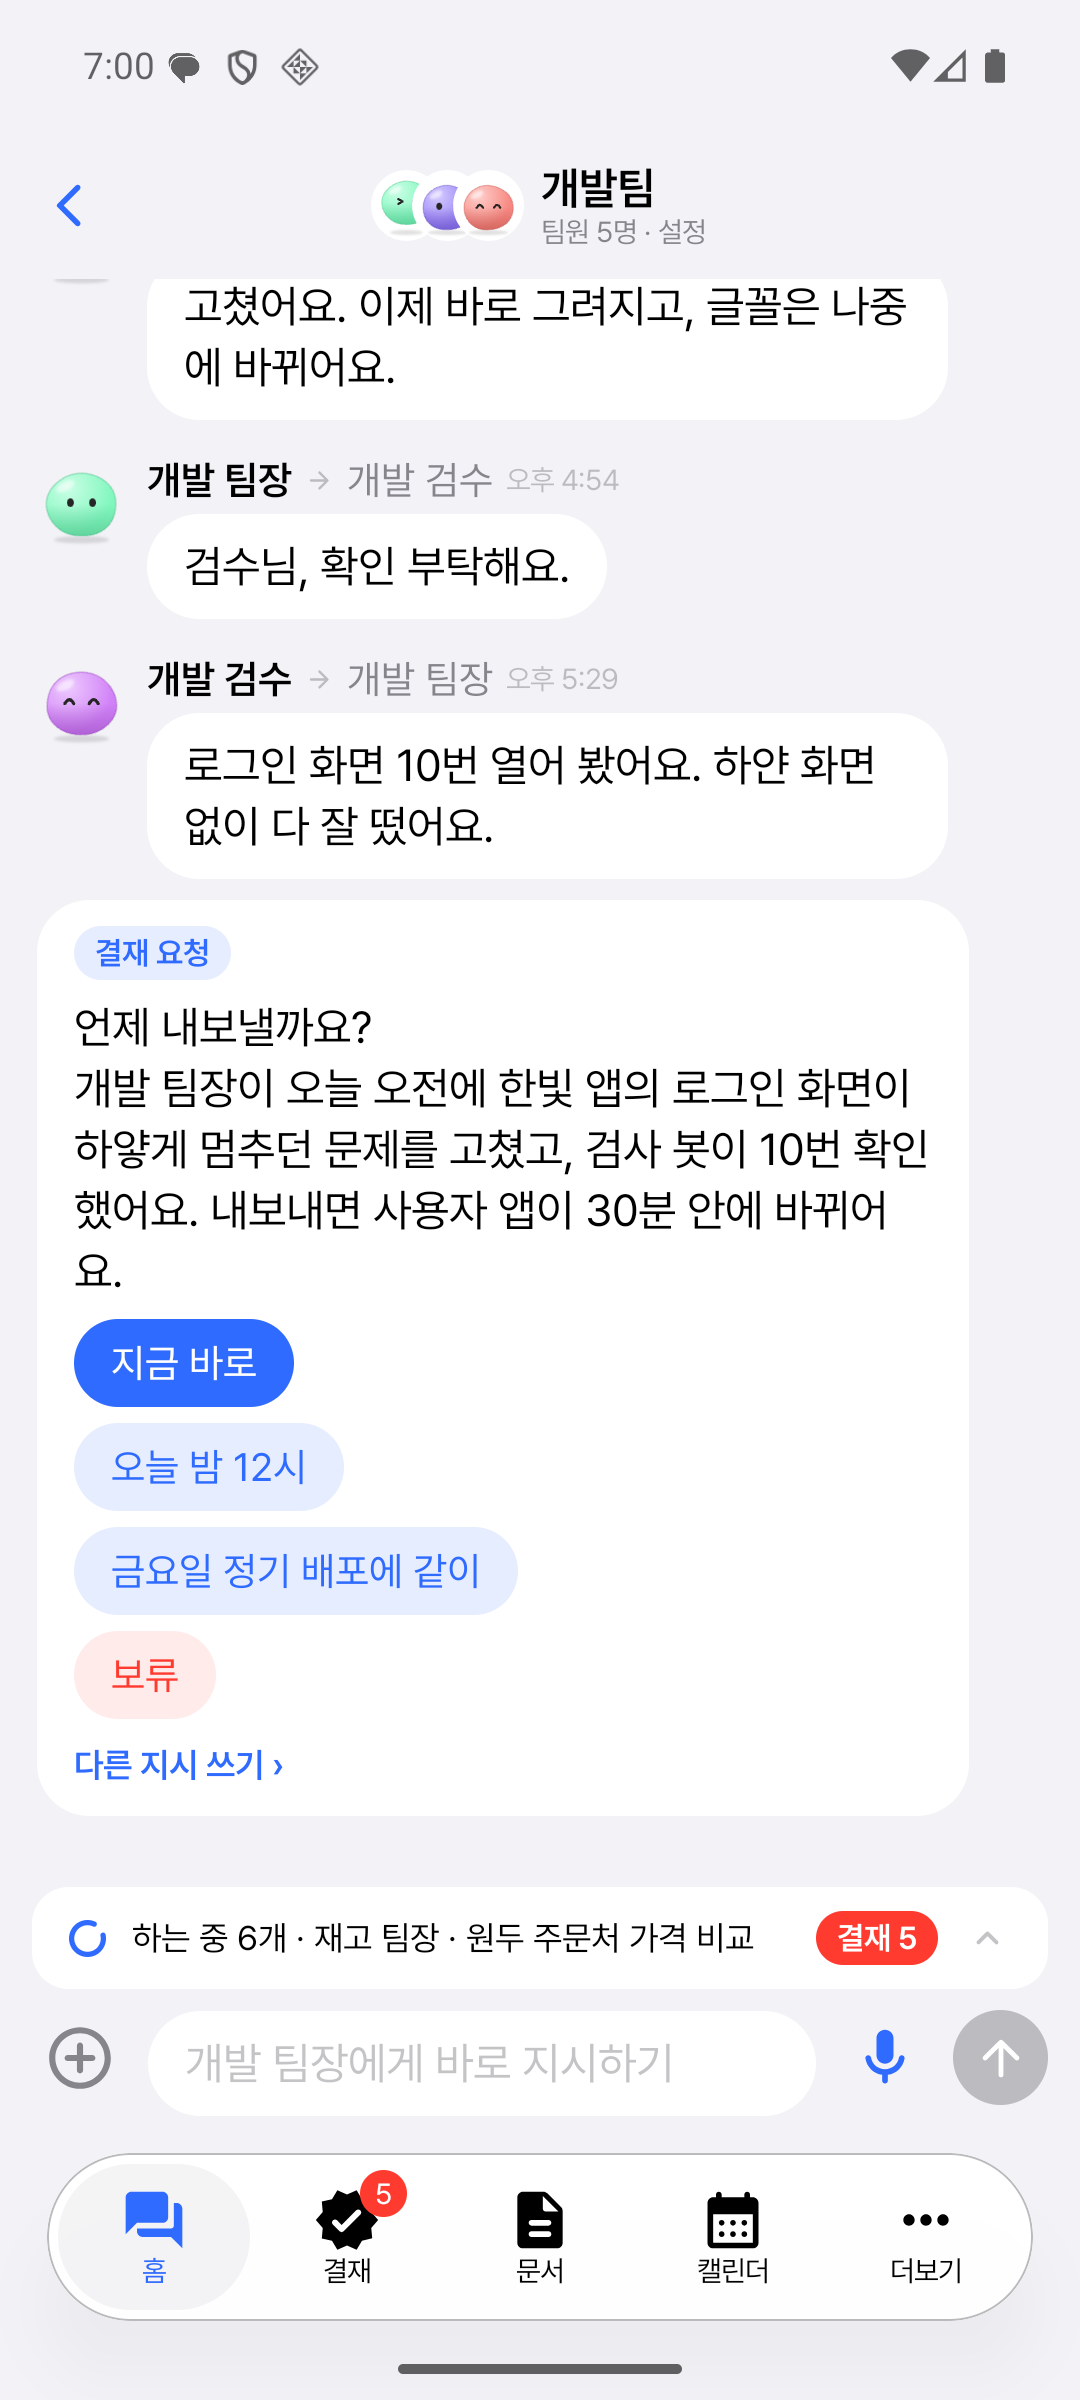 7:00
개발팀
팀원 5명 · 설정
고쳤어요. 이제 바로 그려지고, 글꼴은 나중
에 바뀌어요.
개발 팀장 → 개발 검수 오후 4:54
검수님, 확인 부탁해요.
개발 검수 → 개발 팀장 오후 5:29
로그인 화면 10번 열어 봤어요. 하얀 화면
없이 다 잘 떴어요.
결재 요청
언제 내보낼까요?
개발 팀장이 오늘 오전에 한빛 앱의 로그인 화면이
하얗게 멈추던 문제를 고쳤고, 검사 봇이 10번 확인
했어요. 내보내면 사용자 앱이 30분 안에 바뀌어
요.
지금 바로
오늘 밤 12시
금요일 정기 배포에 같이
보류
다른 지시 쓰기 ›
하는 중 6개 · 재고 팀장 · 원두 주문처 가격 비교 결재 5
개발 팀장에게 바로 지시하기
5
홈 결재 문서 캘린더 더보기